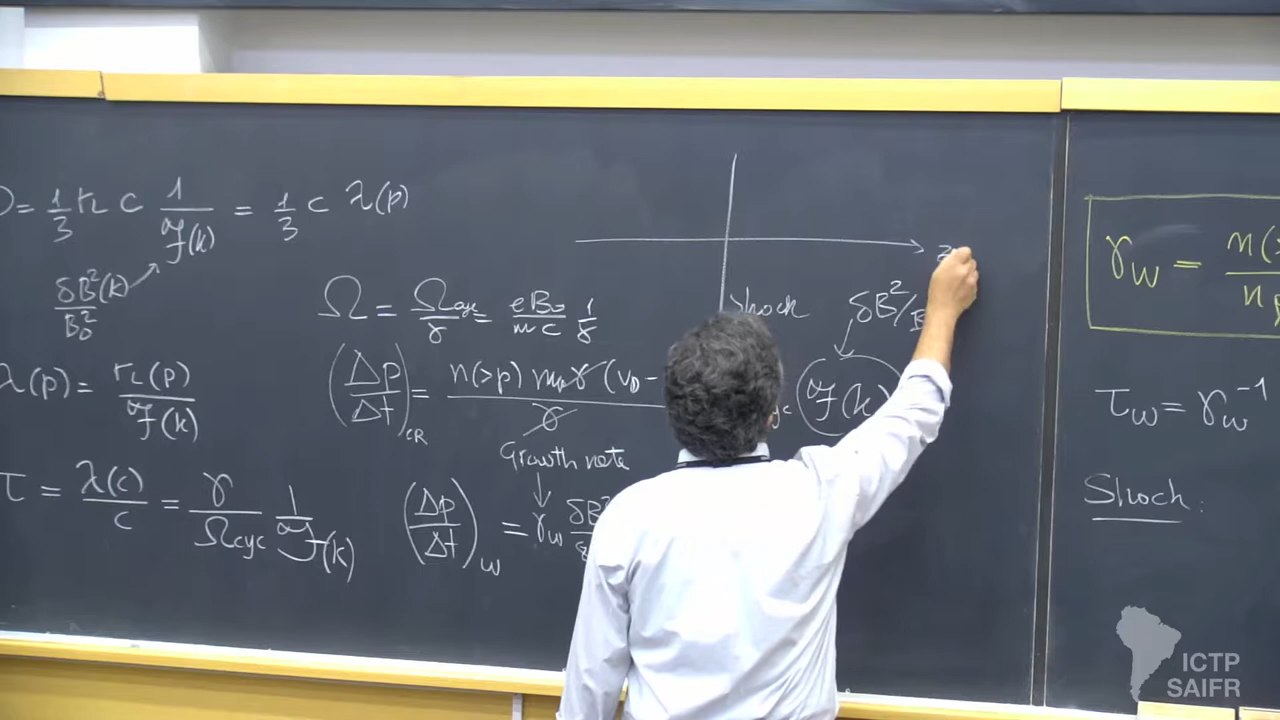 D = 1/3 r_L c 1/ℱ(k) = 1/3 c λ(p)
δB²(k)/B₀²
λ(p) = r_L(p)/ℱ(k)
τ = λ(c)/c = γ/Ω_cyc 1/ℱ(k)
Ω = Ω_cyc/γ = eB₀/mc 1/γ
(Δp/Δt)_CR = n(>p) m_p γ (v_D -
γ
Growth rate
(Δp/Δt)_W = γ_W δB²
Shock
δB²/B
ℱ(k)
z
γ_W = n(>
τ_W = γ_W⁻¹
Shock:
ICTP
SAIFR